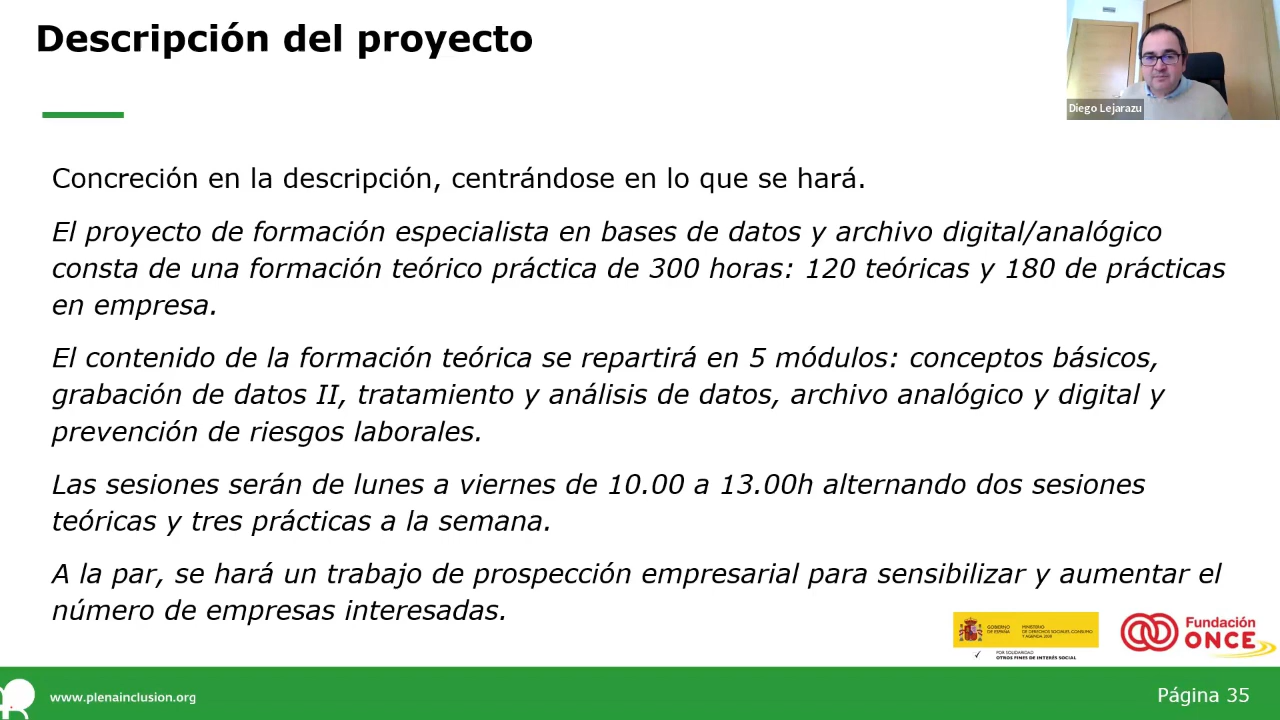 Descripción del proyecto
Diego Lejarazu
Concreción en la descripción, centrándose en lo que se hará.
El proyecto de formación especialista en bases de datos y archivo digital/analógico
consta de una formación teórico práctica de 300 horas: 120 teóricas y 180 de prácticas
en empresa.
El contenido de la formación teórica se repartirá en 5 módulos: conceptos básicos,
grabación de datos II, tratamiento y análisis de datos, archivo analógico y digital y
prevención de riesgos laborales.
Las sesiones serán de lunes a viernes de 10.00 a 13.00h alternando dos sesiones
teóricas y tres prácticas a la semana.
A la par, se hará un trabajo de prospección empresarial para sensibilizar y aumentar el
número de empresas interesadas.
GOBIERNO
DE ESPAÑA
MINISTERIO
DE DERECHOS SOCIALES, CONSUMO
Y AGENDA 2030
POR SOLIDARIDAD
OTROS FINES DE INTERÉS SOCIAL
Fundación
ONCE
www.plenainclusion.org
Página 35